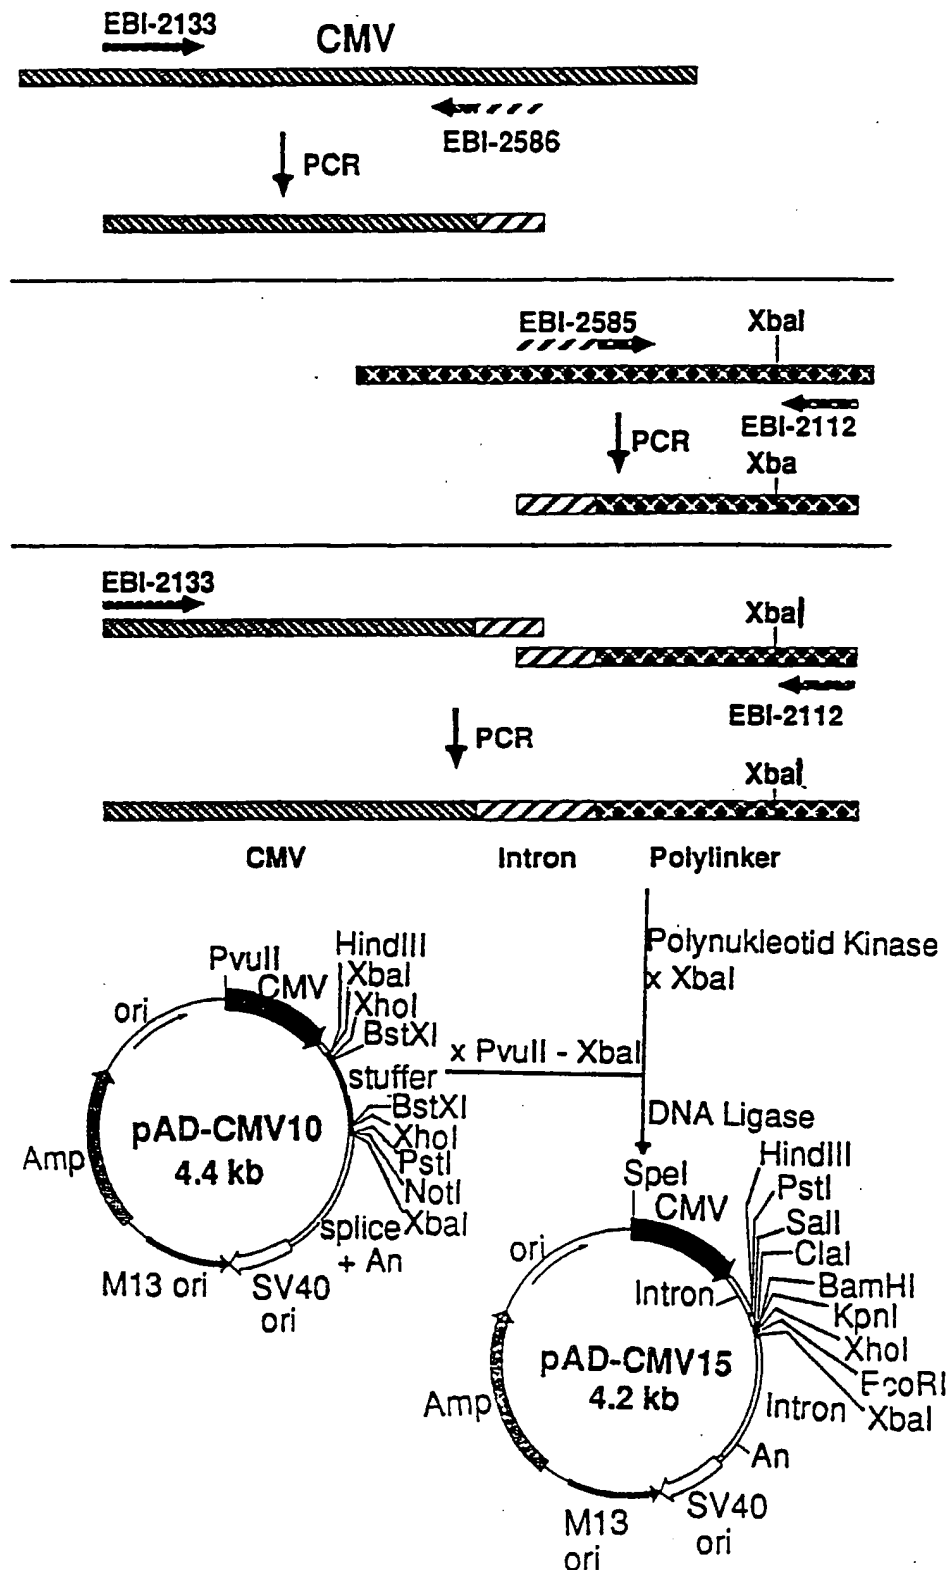 EBI-2133
CMV
EBI-2586
PCR
EBI-2585
XbaI
EBI-2112
PCR
Xba
EBI-2133
XbaI
EBI-2112
PCR
XbaI
CMV
Intron
Polylinker
Polynukleotid Kinase
x XbaI
PvuII
CMV
HindIII
XbaI
XhoI
BstXI
ori
x PvuII - XbaI
stuffer
BstXI
XhoI
PstI
NotI
XbaI
pAD-CMV10
4.4 kb
Amp
splice
+ An
M13 ori
SV40
ori
DNA Ligase
SpeI
CMV
HindIII
PstI
SalI
ClaI
BamHI
KpnI
XhoI
EcoRI
XbaI
ori
Intron
pAD-CMV15
4.2 kb
Amp
Intron
An
M13
ori
SV40
ori